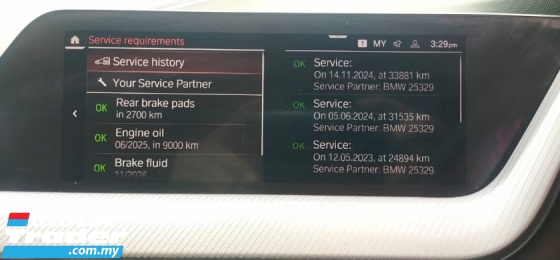 Service requirements
1 MY 3:29pm
Service history
Your Service Partner
OK Rear brake pads
in 2700 km
OK Engine oil
06/2025, in 9000 km
OK Brake fluid
11/2026
OK Service:
On 14.11.2024, at 33881 km
Service Partner: BMW 25329
OK Service:
On 05.06.2024, at 31535 km
Service Partner: BMW 25329
OK Service:
On 12.05.2023, at 24894 km
Service Partner: BMW 25329
.com.my